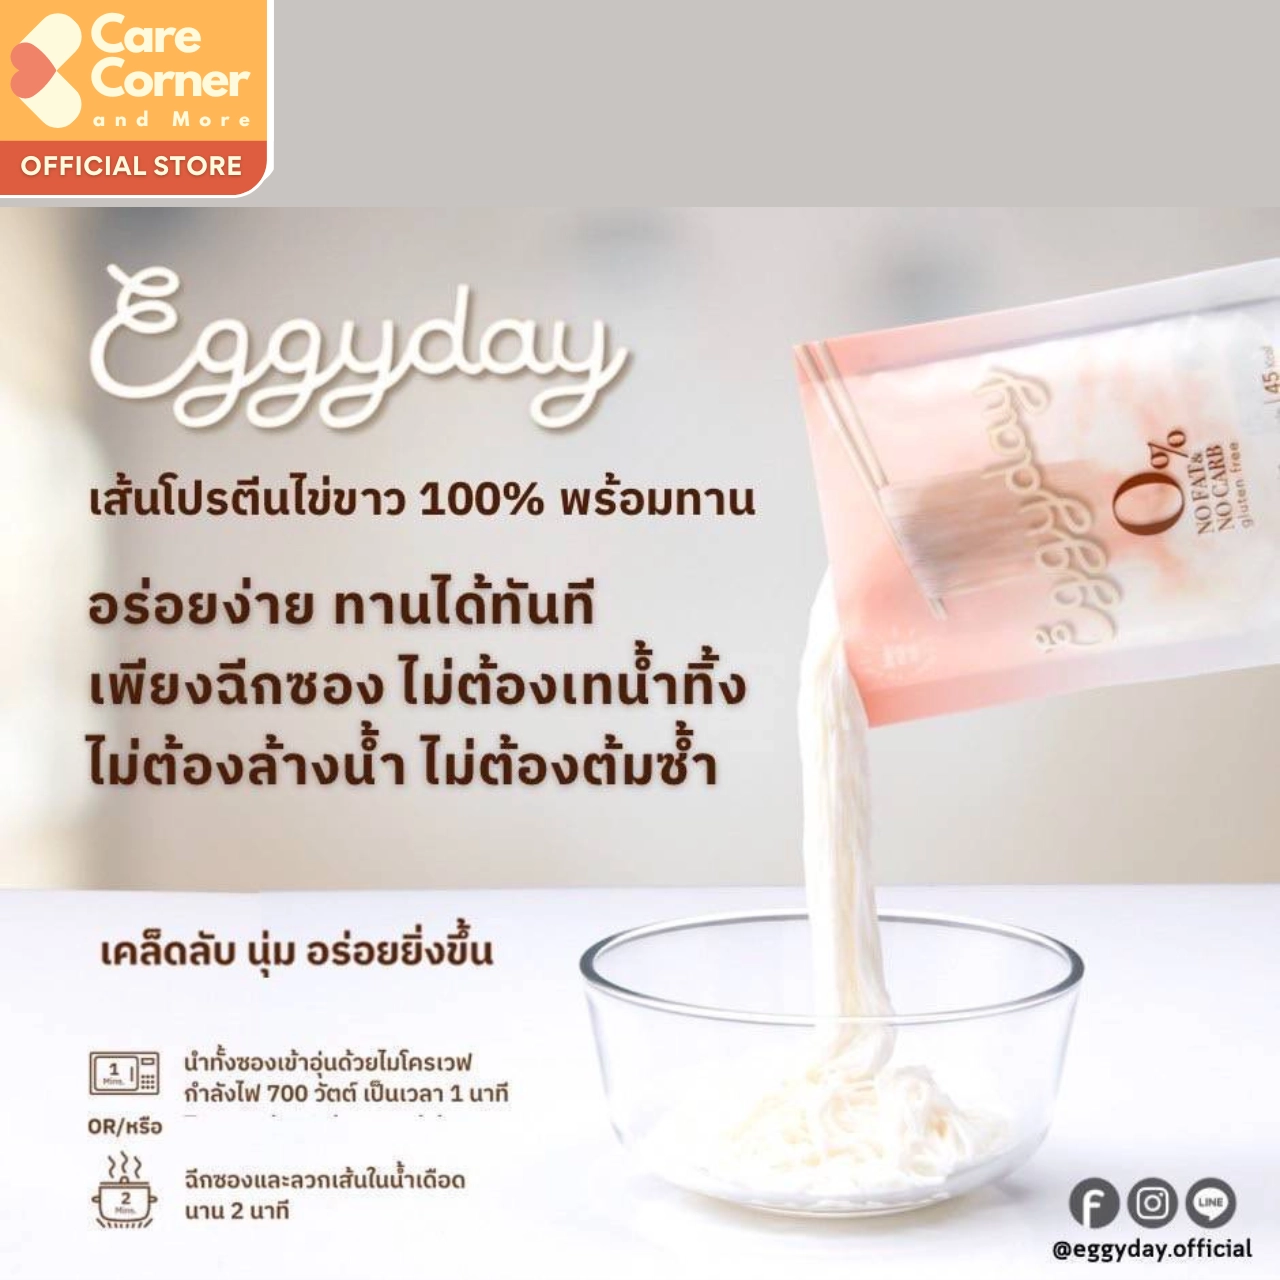 Care
Corner
and More
OFFICIAL STORE
Eggyday
เส้นโปรตีนไข่ขาว 100% พร้อมทาน
อร่อยง่าย ทานได้ทันที
เพียงฉีกซอง ไม่ต้องเทน้ำทิ้ง
ไม่ต้องล้างน้ำ ไม่ต้องต้มซ้ำ
Eggyday
0%
NO FAT&
NO CARB
gluten free
45 Kcal
m
เคล็ดลับ นุ่ม อร่อยยิ่งขึ้น
1
Mins.
นำทั้งซองเข้าอุ่นด้วยไมโครเวฟ
กำลังไฟ 700 วัตต์ เป็นเวลา 1 นาที
OR/หรือ
2
Mins.
ฉีกซองและลวกเส้นในน้ำเดือด
นาน 2 นาที
LINE
@eggyday.official